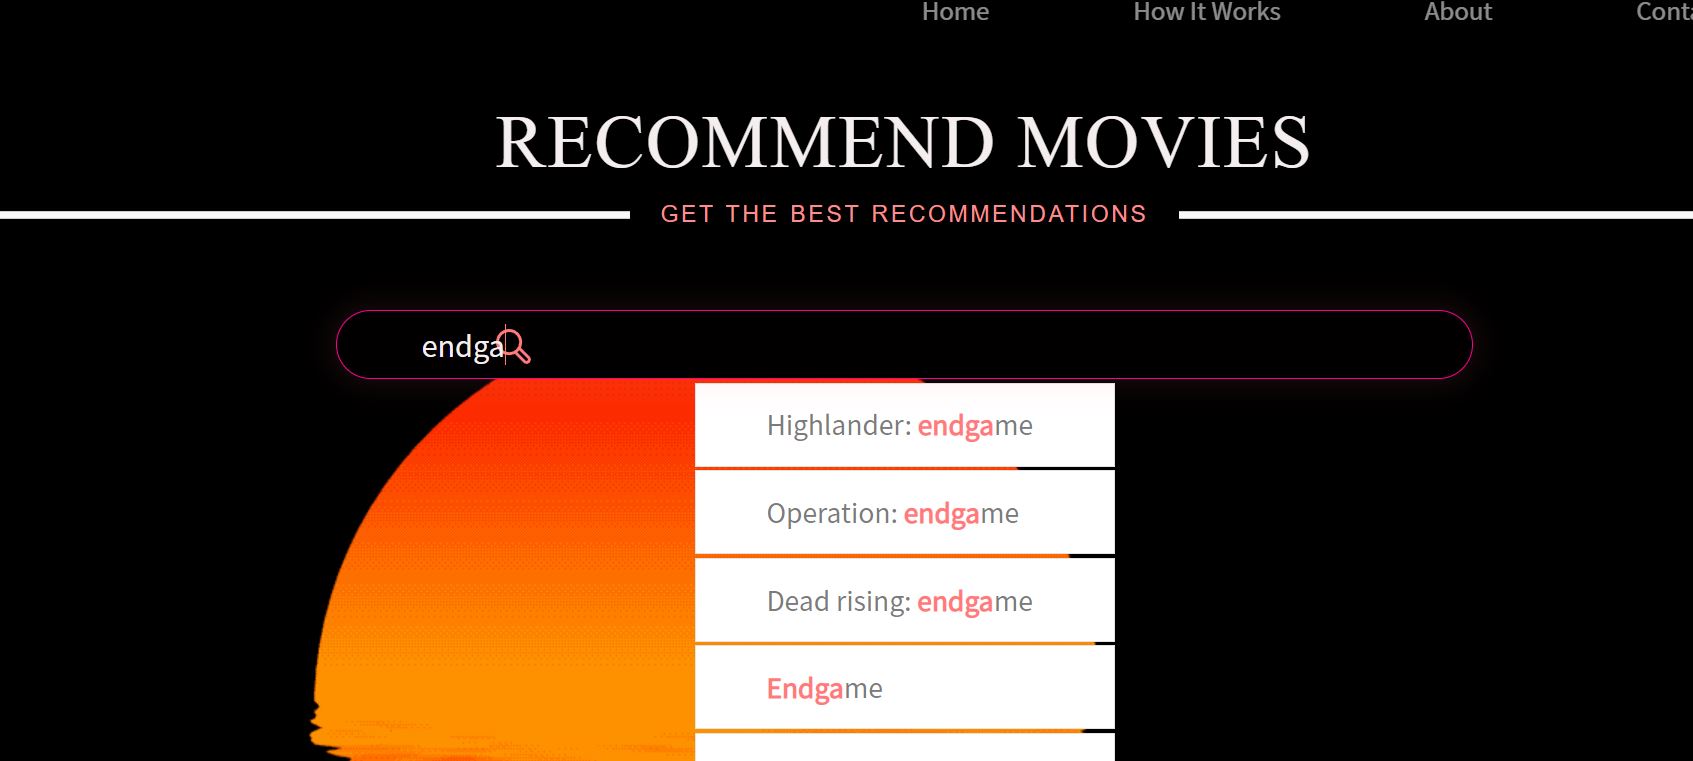 Home How It Works About Conta
RECOMMEND MOVIES
GET THE BEST RECOMMENDATIONS
endga
Highlander: endgame
Operation: endgame
Dead rising: endgame
Endgame